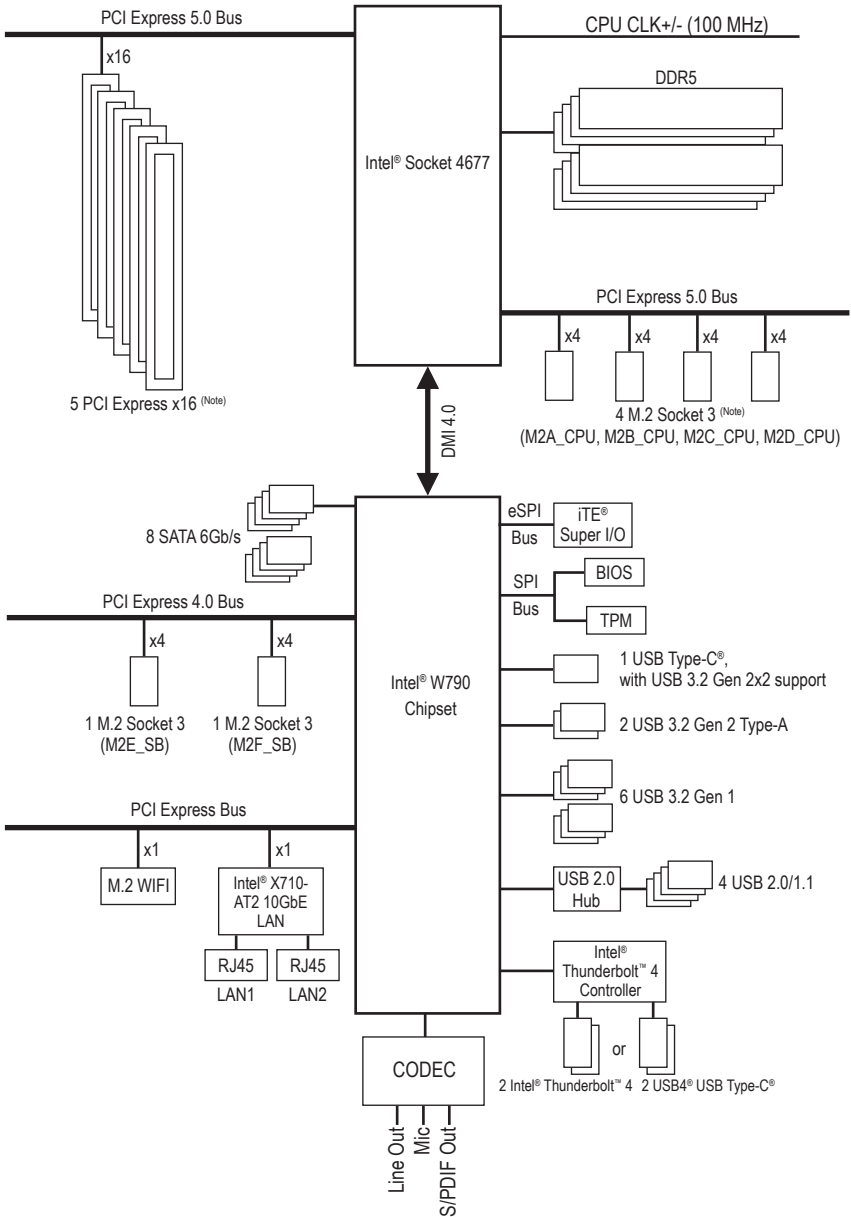 PCI Express 5.0 Bus
CPU CLK+/- (100 MHz)
x16
DDR5
Intel® Socket 4677
PCI Express 5.0 Bus
x4
x4
x4
x4
5 PCI Express x16 (Note)
4 M.2 Socket 3 (Note)
(M2A_CPU, M2B_CPU, M2C_CPU, M2D_CPU)
DMI 4.0
8 SATA 6Gb/s
eSPI
Bus
iTE®
Super I/O
SPI
Bus
BIOS
TPM
PCI Express 4.0 Bus
x4
x4
1 M.2 Socket 3
(M2E_SB)
1 M.2 Socket 3
(M2F_SB)
Intel® W790
Chipset
1 USB Type-C®,
with USB 3.2 Gen 2x2 support
2 USB 3.2 Gen 2 Type-A
6 USB 3.2 Gen 1
PCI Express Bus
x1
x1
M.2 WIFI
Intel® X710-
AT2 10GbE
LAN
RJ45
RJ45
LAN1
LAN2
USB 2.0
Hub
4 USB 2.0/1.1
Intel®
Thunderbolt™ 4
Controller
or
2 Intel® Thunderbolt™ 4
2 USB4® USB Type-C®
CODEC
Line Out
Mic
S/PDIF Out